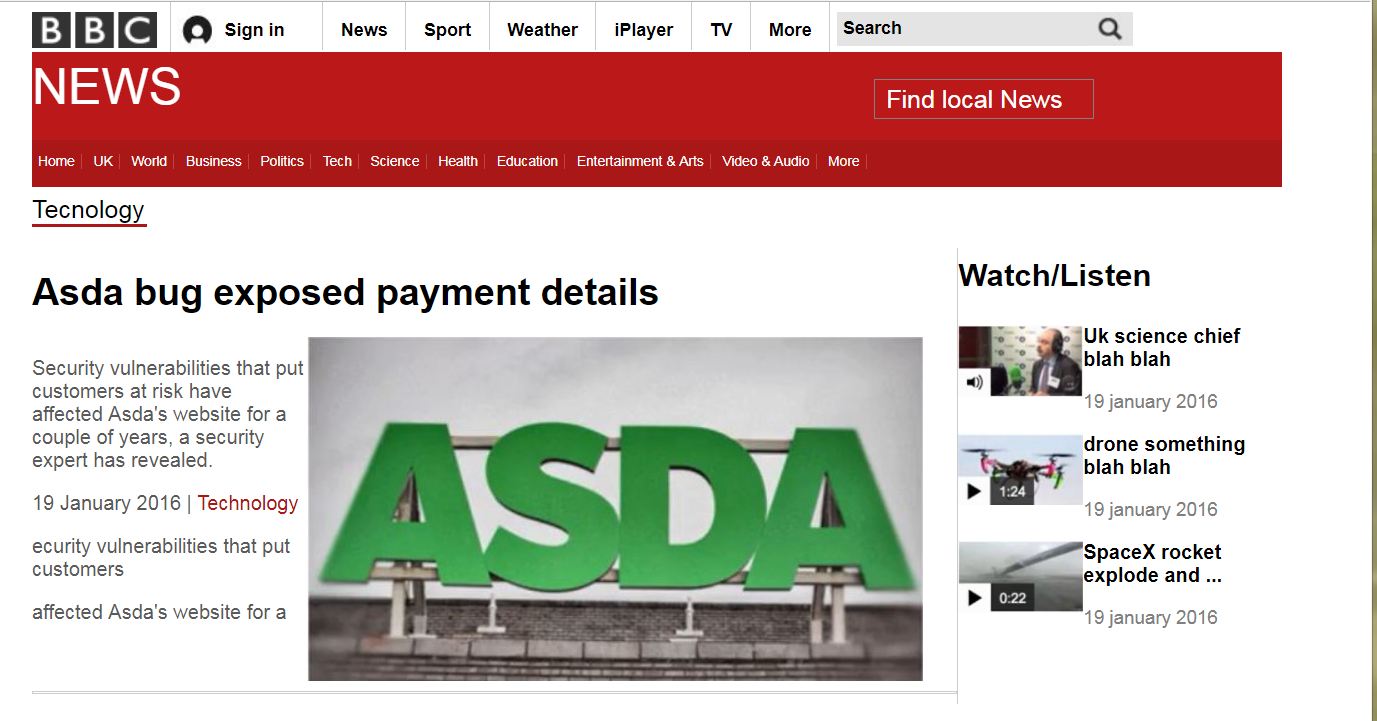 BBC Sign in News Sport Weather iPlayer TV More Search
NEWS
Find local News
Home UK World Business Politics Tech Science Health Education Entertainment & Arts Video & Audio More
Tecnology
Asda bug exposed payment details
Security vulnerabilities that put
customers at risk have
affected Asda's website for a
couple of years, a security
expert has revealed.
19 January 2016 | Technology
ecurity vulnerabilities that put
customers
affected Asda's website for a
ASDA
Watch/Listen
Uk science chief
blah blah
19 january 2016
drone something
blah blah
1:24
19 january 2016
SpaceX rocket
explode and ...
0:22
19 january 2016